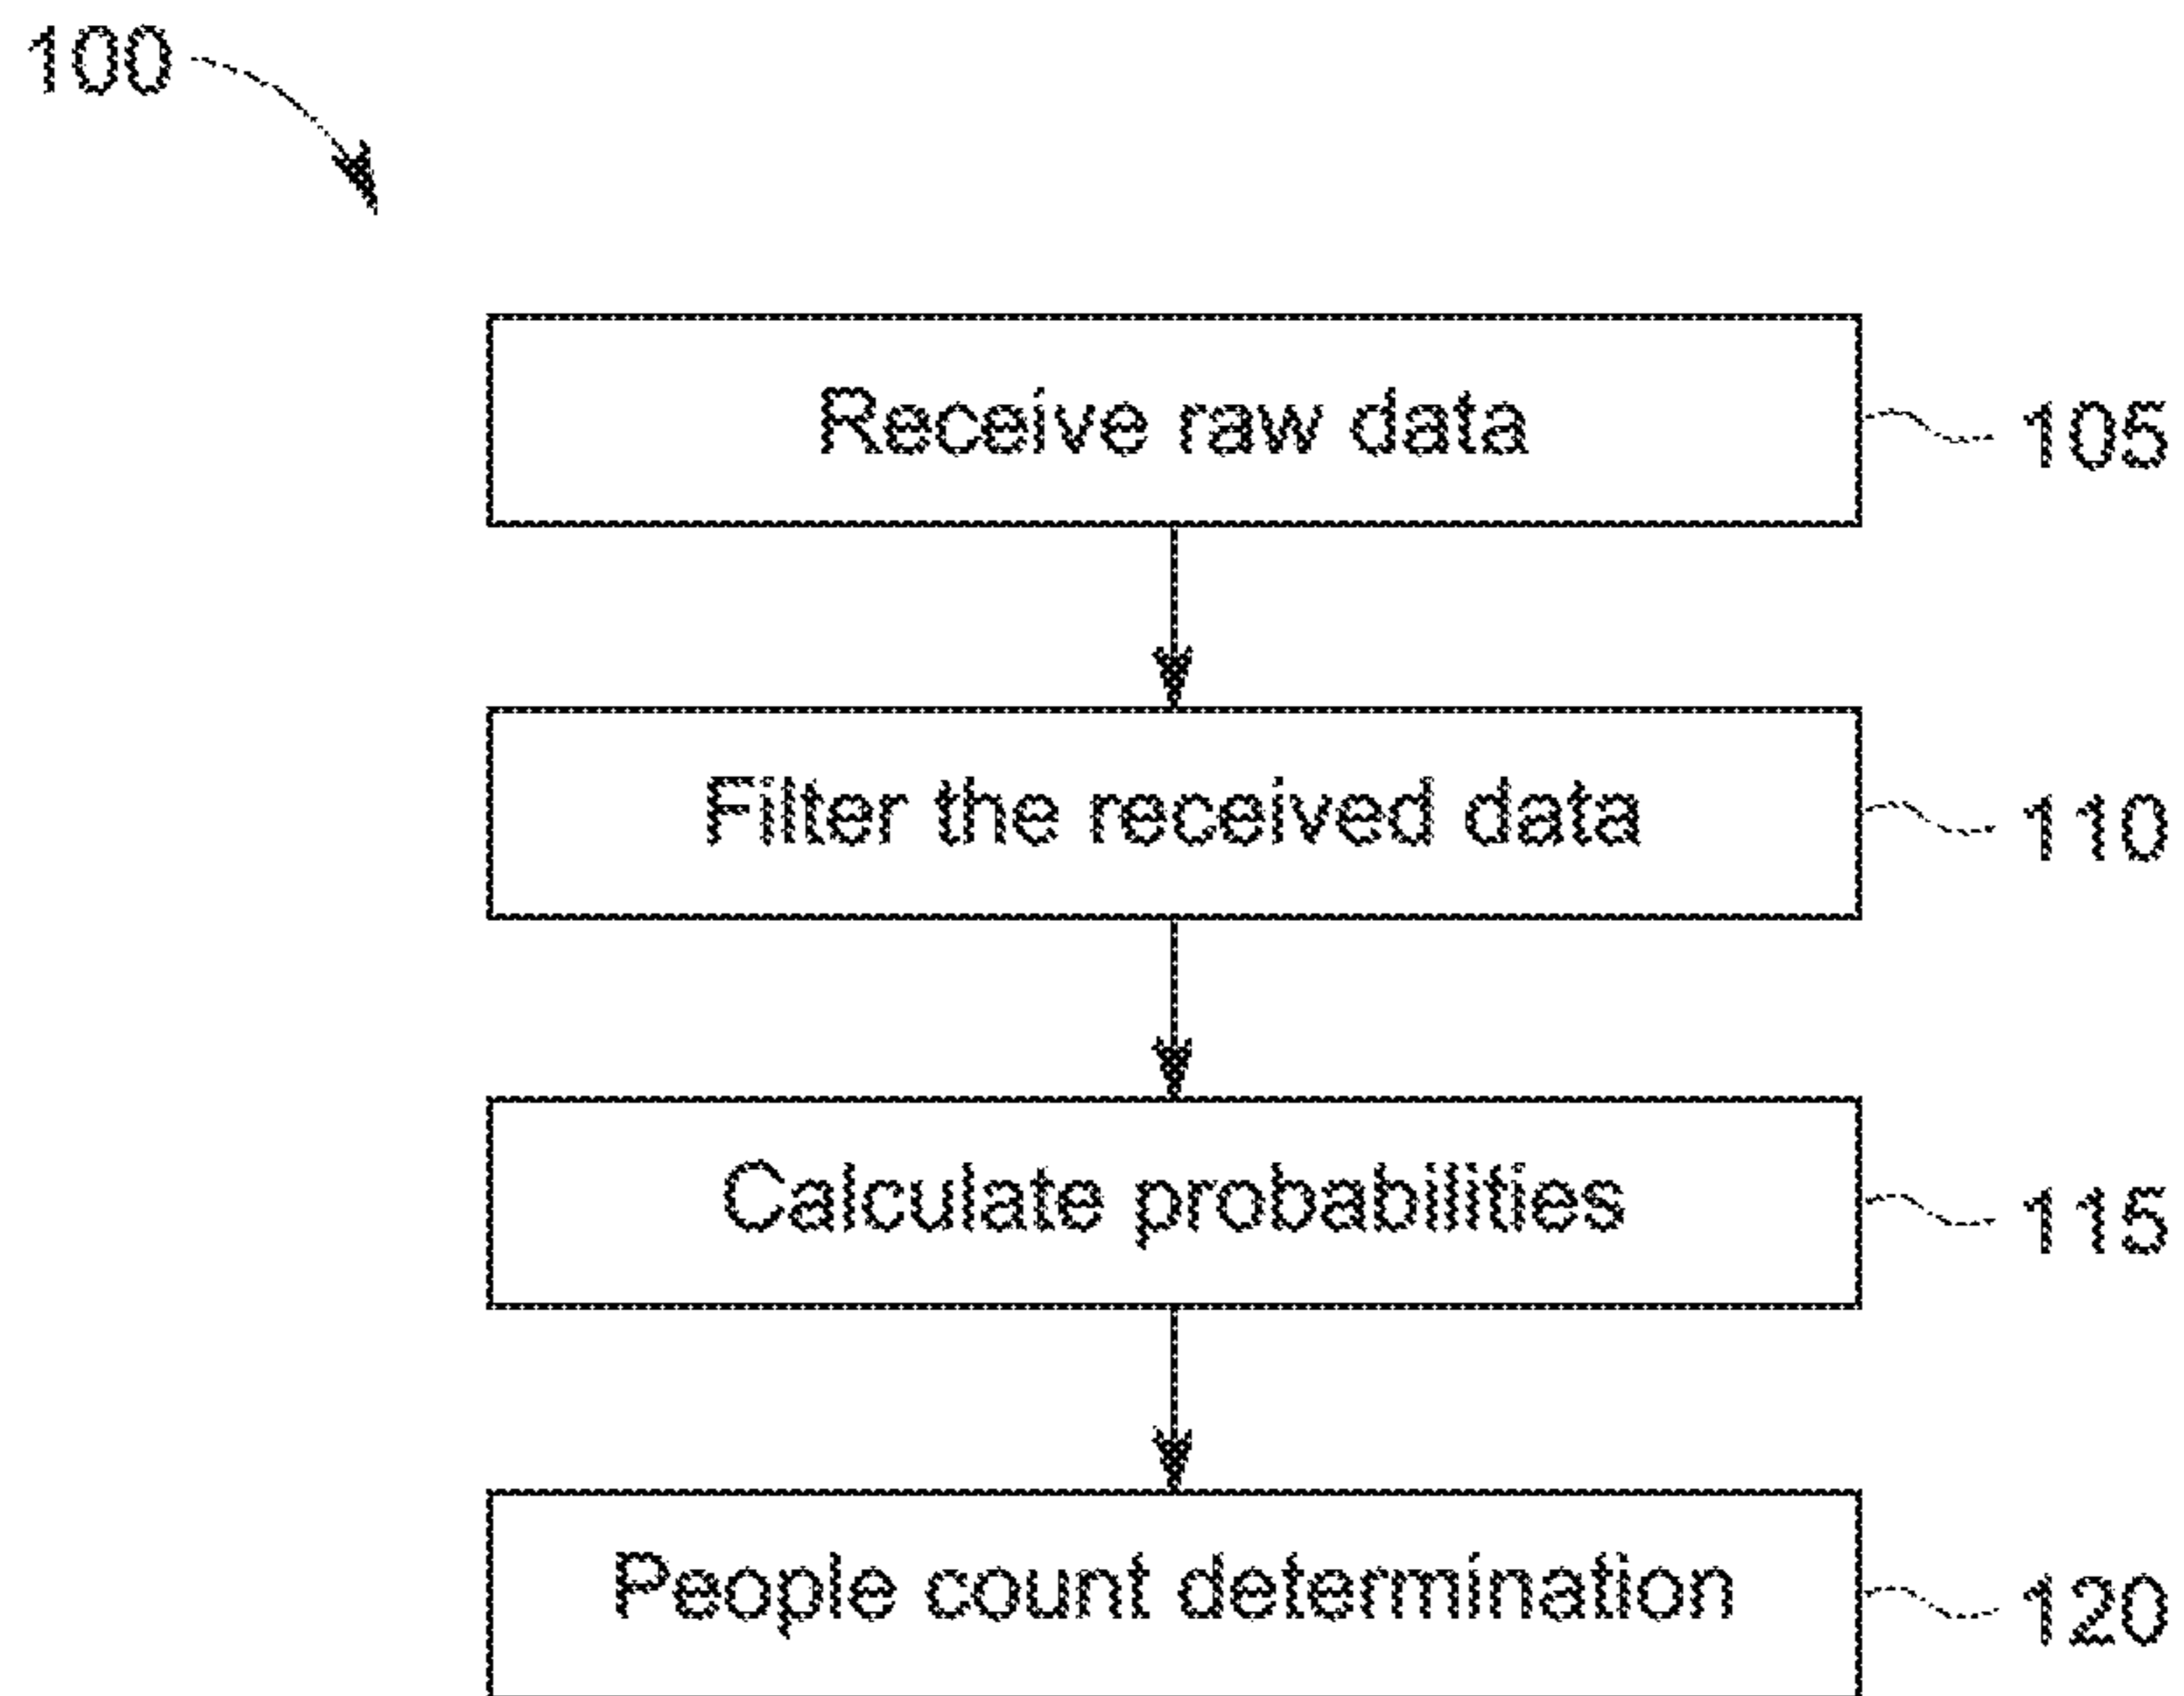 100
Receive raw data
105
Filter the received data
110
Calculate probabilities
115
People count determination
120